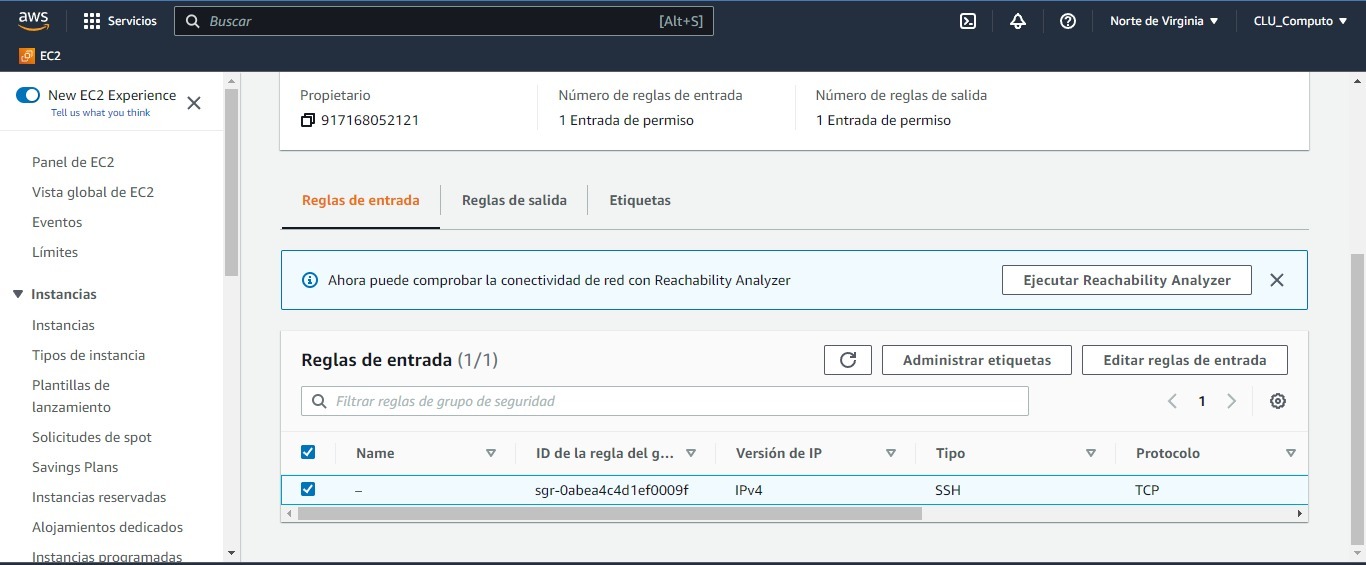 aws
Servicios
Buscar
[Alt+S]
Norte de Virginia
CLU_Computo
EC2
New EC2 Experience
Tell us what you think
Panel de EC2
Vista global de EC2
Eventos
Límites
Instancias
Instancias
Tipos de instancia
Plantillas de
lanzamiento
Solicitudes de spot
Savings Plans
Instancias reservadas
Alojamientos dedicados
Instancias programadas
Propietario
917168052121
Número de reglas de entrada
1 Entrada de permiso
Número de reglas de salida
1 Entrada de permiso
Reglas de entrada
Reglas de salida
Etiquetas
Ahora puede comprobar la conectividad de red con Reachability Analyzer
Ejecutar Reachability Analyzer
Reglas de entrada (1/1)
Administrar etiquetas
Editar reglas de entrada
Filtrar reglas de grupo de seguridad
1
Name
ID de la regla del g...
Versión de IP
Tipo
Protocolo
–
sgr-0abea4c4d1ef0009f
IPv4
SSH
TCP